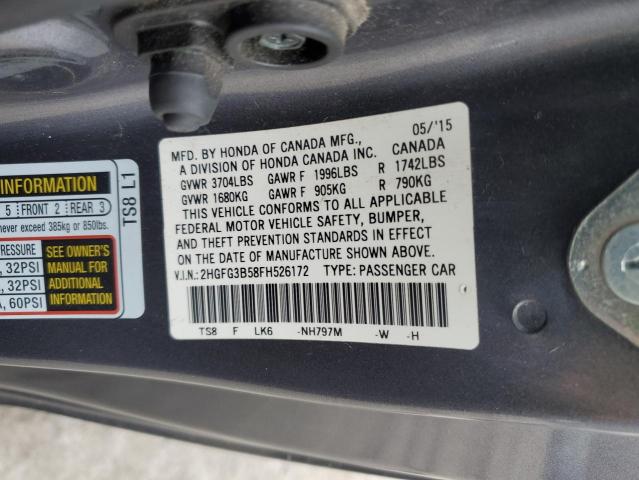 INFORMATION
5 FRONT 2 REAR 3
never exceed 385kg or 850lbs.
PRESSURE
, 32PSI
, 32PSI
A, 60PSI
SEE OWNER'S
MANUAL FOR
ADDITIONAL
INFORMATION
TS8 L1
MFD. BY HONDA OF CANADA MFG., 05/'15
A DIVISION OF HONDA CANADA INC. CANADA
GVWR 3704LBS GAWR F 1996LBS R 1742LBS
GVWR 1680KG GAWR F 905KG R 790KG
THIS VEHICLE CONFORMS TO ALL APPLICABLE
FEDERAL MOTOR VEHICLE SAFETY, BUMPER,
AND THEFT PREVENTION STANDARDS IN EFFECT
ON THE DATE OF MANUFACTURE SHOWN ABOVE.
V.I.N.: 2HGFG3B58FH526172 TYPE: PASSENGER CAR
TS8 F LK6 -NH797M -W -H